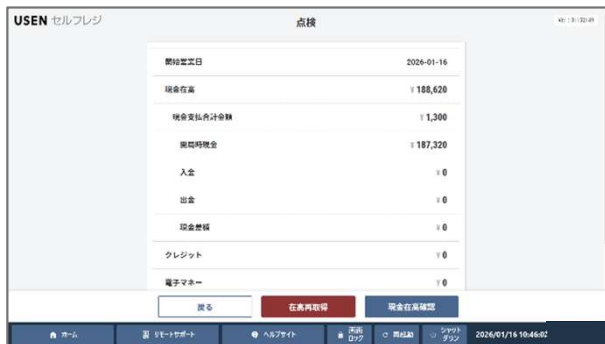 USEN セルフレジ
点検
開始営業日 2026-01-16
現金在高 ¥188,620
現金支払合計金額 ¥1,300
開局時現金 ¥187,320
入金 ¥0
出金 ¥0
現金差額 ¥0
クレジット ¥0
電子マネー ¥0
戻る 在高再取得 現金在高確認
ホーム リモートサポート ヘルプサイト 画面ロック 再起動 シャットダウン 2026/01/16 10:46:0